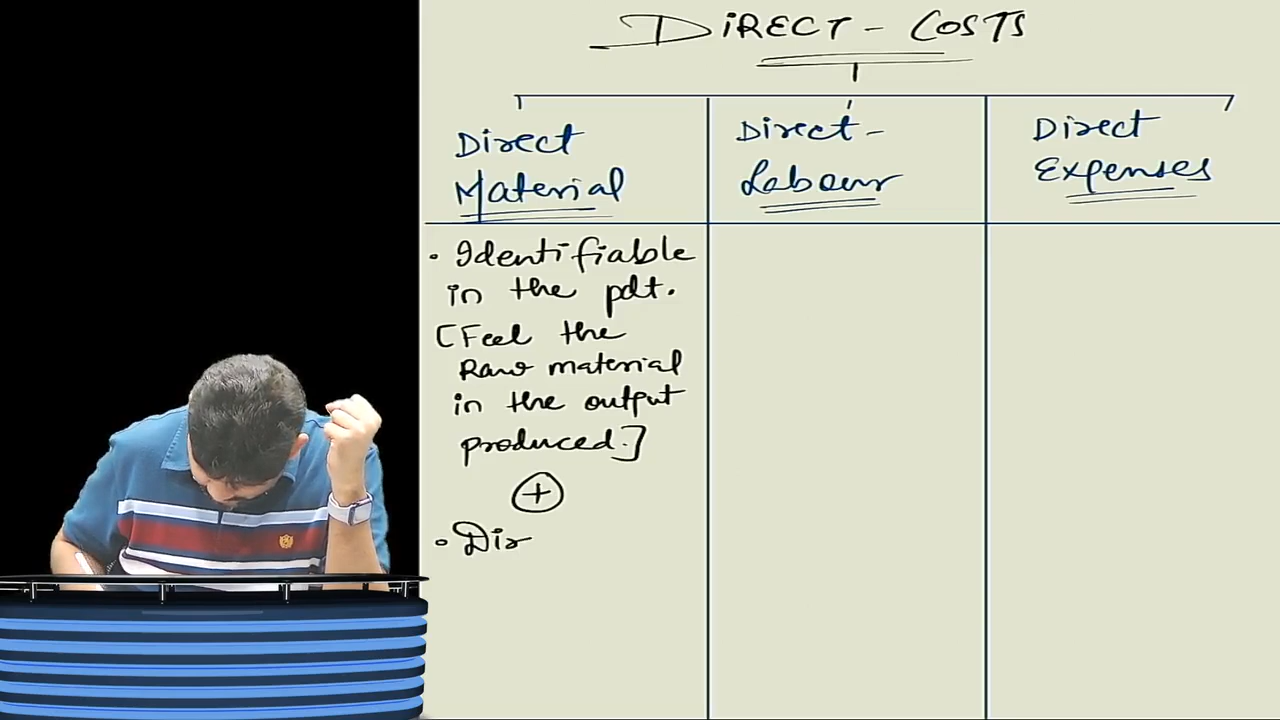 DIRECT - COSTS
Direct
Material
Direct -
Labour
Direct
Expenses
• Identifiable
in the pdt.
[Feel the
Raw material
in the output
produced.]
+
• Dir